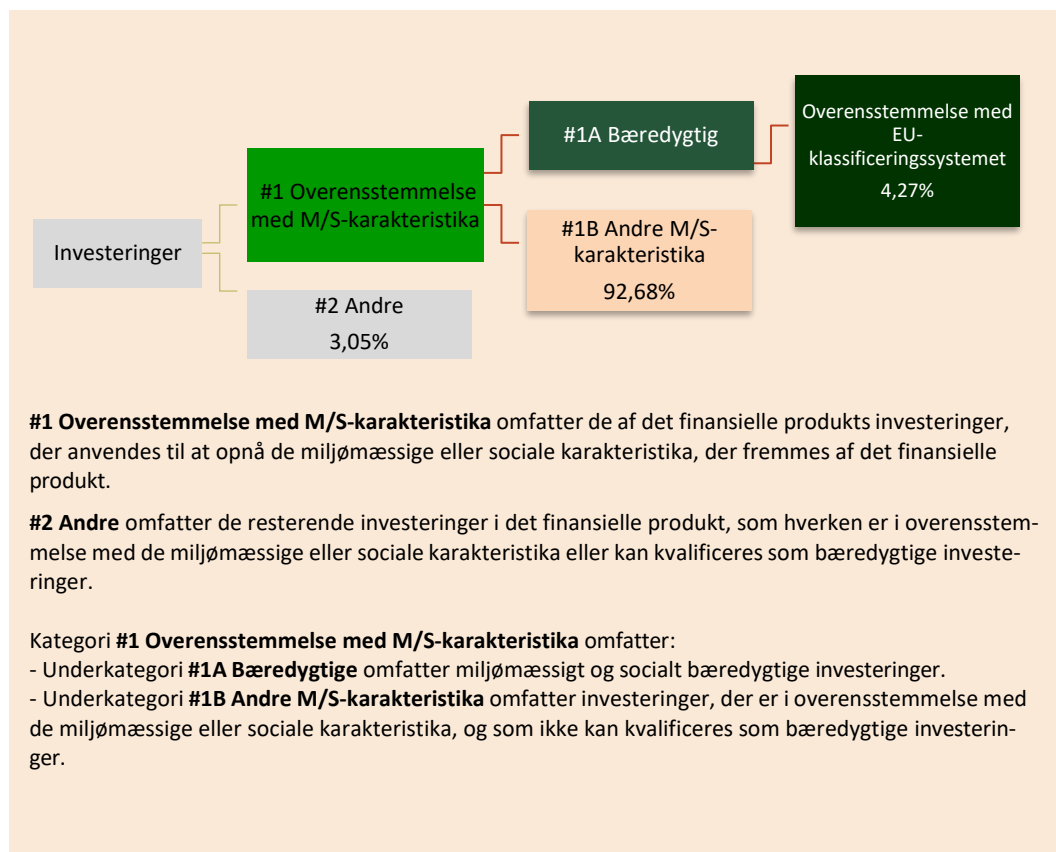 Investeringer
#1 Overensstemmelse
med M/S-karakteristika
#2 Andre
3,05%
#1A Bæredygtig
#1B Andre M/S-
karakteristika
92,68%
Overensstemmelse med
EU-
klassificeringssystemet
4,27%
#1 Overensstemmelse med M/S-karakteristika omfatter de af det finansielle produkts investeringer,
der anvendes til at opnå de miljømæssige eller sociale karakteristika, der fremmes af det finansielle
produkt.
#2 Andre omfatter de resterende investeringer i det finansielle produkt, som hverken er i overensstem-
melse med de miljømæssige eller sociale karakteristika eller kan kvalificeres som bæredygtige investe-
ringer.
Kategori #1 Overensstemmelse med M/S-karakteristika omfatter:
- Underkategori #1A Bæredygtige omfatter miljømæssigt og socialt bæredygtige investeringer.
- Underkategori #1B Andre M/S-karakteristika omfatter investeringer, der er i overensstemmelse med
de miljømæssige eller sociale karakteristika, og som ikke kan kvalificeres som bæredygtige investerin-
ger.